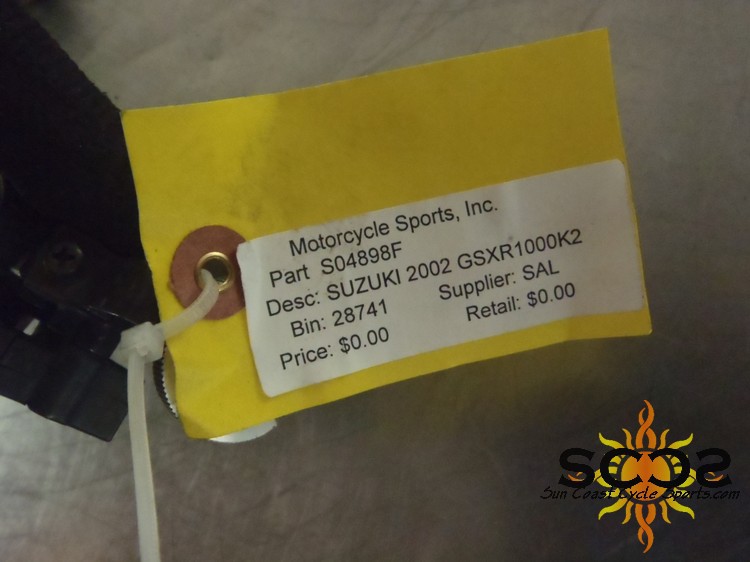 Motorcycle Sports, Inc.
Part S04898F
Desc: SUZUKI 2002 GSXR1000K2
Bin: 28741 Supplier: SAL
Price: $0.00 Retail: $0.00
SCCS
Sun Coast Cycle Sports.com